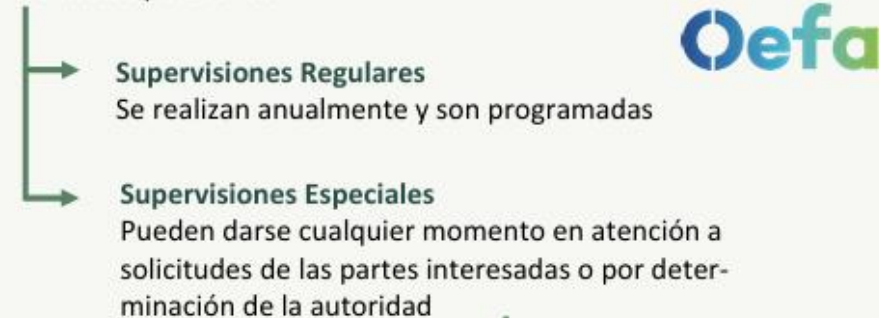 Oefa
Supervisiones Regulares
Se realizan anualmente y son programadas
Supervisiones Especiales
Pueden darse cualquier momento en atención a
solicitudes de las partes interesadas o por deter-
minación de la autoridad